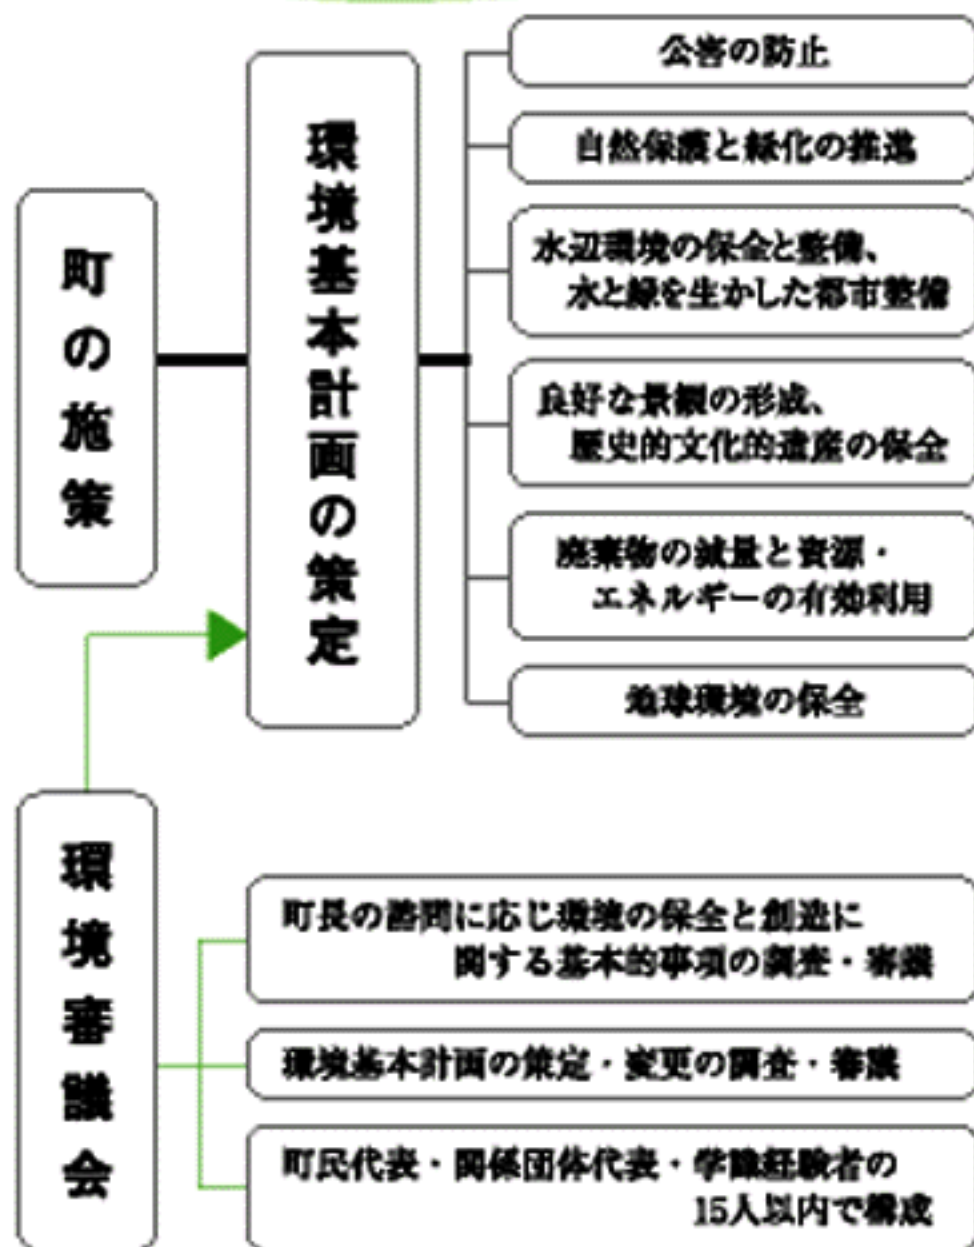 町の施策
環境基本計画の策定
公害の防止
自然保護と緑化の推進
水辺環境の保全と整備、
水と緑を生かした都市整備
良好な景観の形成、
歴史的文化的遺産の保全
廃棄物の減量と資源・
エネルギーの有効利用
地球環境の保全
環境審議会
町長の諮問に応じ環境の保全と創造に
関する基本的事項の調査・審議
環境基本計画の策定・変更の調査・審議
町民代表・関係団体代表・学識経験者の
15人以内で構成